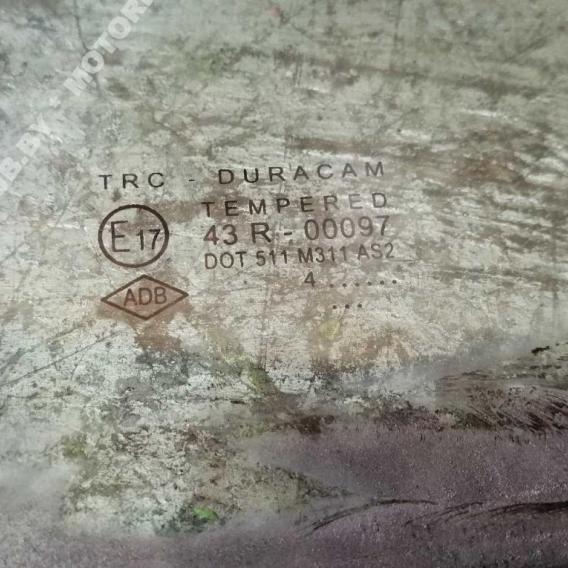 TRC - DURACAM
TEMPERED
E17
43 R - 00097
DOT 511 M311 AS2
ADB
. 4 ......
...